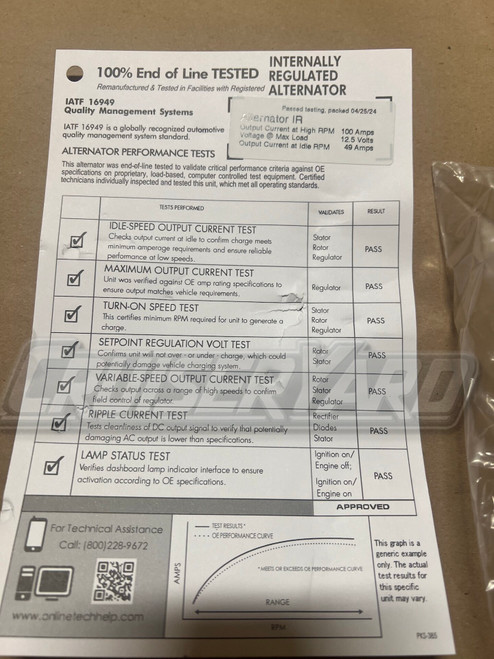 100% End of Line TESTED
INTERNALLY
REGULATED
ALTERNATOR
Remanufactured & Tested in Facilities with Registered
IATF 16949
Quality Management Systems
IATF 16949 is a globally recognized automotive
quality management system standard.
Passed testing, packed 04/25/24
Alternator IR
Output Current at High RPM 100 Amps
Voltage @ Max Load 12.5 Volts
Output Current at Idle RPM 49 Amps
ALTERNATOR PERFORMANCE TESTS
This alternator was end-of-line tested to validate critical performance criteria against OE
specifications on proprietary, load-based, computer controlled test equipment. Certified
technicians individually inspected and tested this unit, which met all operating standards.
TESTS PERFORMED VALIDATES RESULT
IDLE-SPEED OUTPUT CURRENT TEST
Checks output current at idle to confirm charge meets
minimum amperage requirements and ensure reliable
performance at low speeds.
Stator
Rotor
Regulator
PASS
MAXIMUM OUTPUT CURRENT TEST
Unit was verified against OE amp rating specifications to
ensure output matches vehicle requirements.
Regulator
PASS
TURN-ON SPEED TEST
This certifies minimum RPM required for unit to generate a
charge.
Stator
Rotor
Regulator
PASS
SETPOINT REGULATION VOLT TEST
Confirms unit will not over - or under - charge, which could
potentially damage vehicle charging system.
Rotor
Stator
PASS
VARIABLE-SPEED OUTPUT CURRENT TEST
Checks output across a range of high speeds to confirm
field control of regulator.
Rotor
Stator
Regulator
PASS
RIPPLE CURRENT TEST
Tests cleanliness of DC output signal to verify that potentially
damaging AC output is lower than specifications.
Rectifier
Diodes
Stator
PASS
LAMP STATUS TEST
Verifies dashboard lamp indicator interface to ensure
activation according to OE specifications.
Ignition on/
Engine off;
Ignition on/
Engine on
PASS
APPROVED
For Technical Assistance
Call: (800)228-9672
www.onlinetechhelp.com
TEST RESULTS *
OE PERFORMANCE CURVE
*MEETS OR EXCEEDS OE PERFORMANCE CURVE
AMPS
RANGE
RPM
This graph is a
generic example
only. The actual
test results for
this specific
unit may vary.
PKS-385